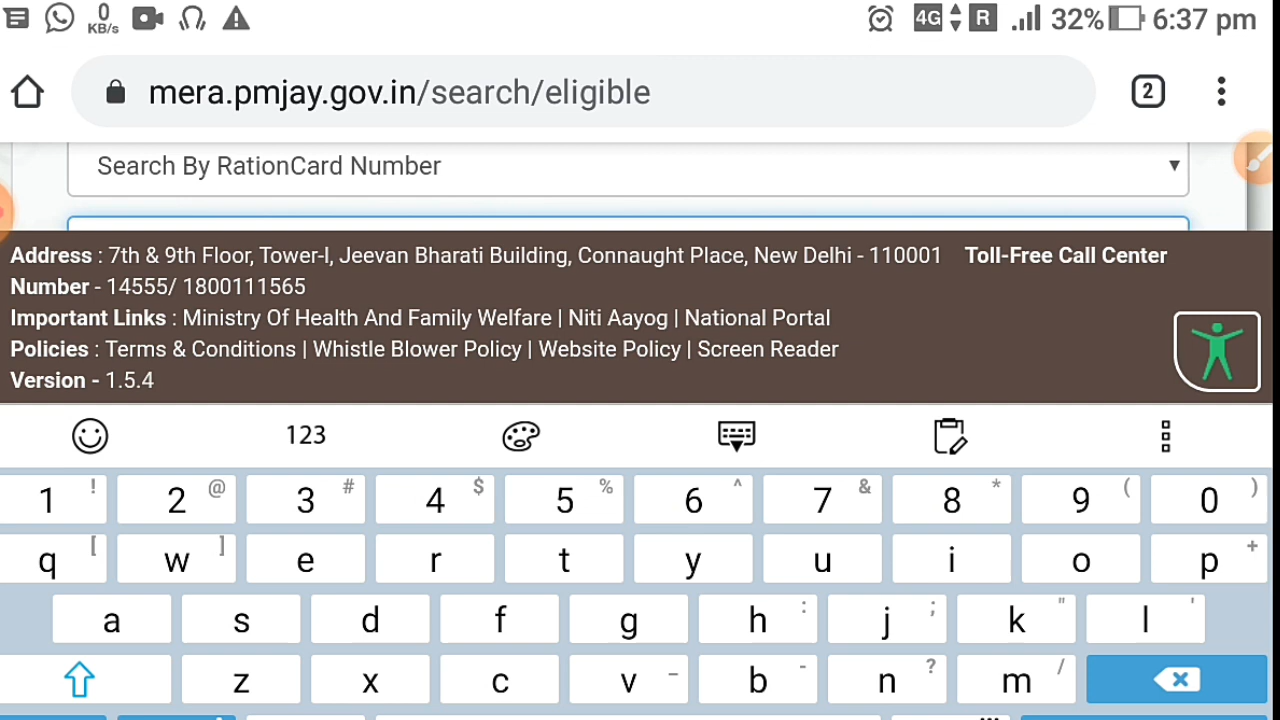 0 KB/s 4G R 32% 6:37 pm
mera.pmjay.gov.in/search/eligible 2
Search By RationCard Number
Address : 7th & 9th Floor, Tower-I, Jeevan Bharati Building, Connaught Place, New Delhi - 110001 Toll-Free Call Center
Number - 14555/ 1800111565
Important Links : Ministry Of Health And Family Welfare | Niti Aayog | National Portal
Policies : Terms & Conditions | Whistle Blower Policy | Website Policy | Screen Reader
Version - 1.5.4
123
1 ! 2 @ 3 # 4 $ 5 % 6 ^ 7 & 8 * 9 ( 0 )
q [ w ] e r t y u i o p +
a s d f g h : j ; k " l '
z x c v _ b - n ? m /